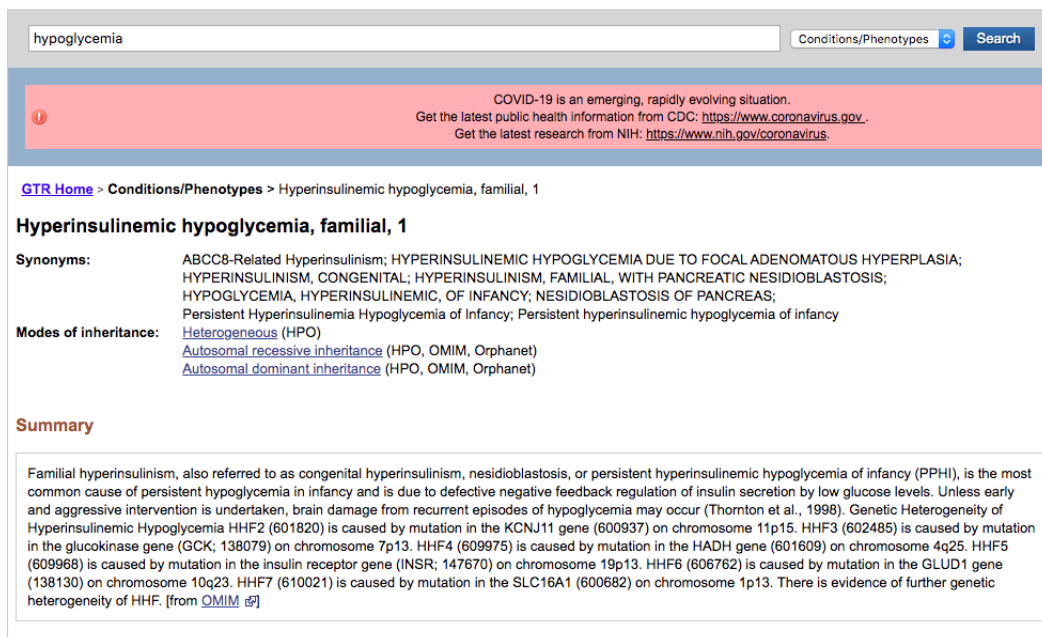 hypoglycemia
Conditions/Phenotypes
Search
COVID-19 is an emerging, rapidly evolving situation.
Get the latest public health information from CDC: https://www.coronavirus.gov .
Get the latest research from NIH: https://www.nih.gov/coronavirus.
GTR Home > Conditions/Phenotypes > Hyperinsulinemic hypoglycemia, familial, 1
Hyperinsulinemic hypoglycemia, familial, 1
Synonyms: ABCC8-Related Hyperinsulinism; HYPERINSULINEMIC HYPOGLYCEMIA DUE TO FOCAL ADENOMATOUS HYPERPLASIA;
HYPERINSULINISM, CONGENITAL; HYPERINSULINISM, FAMILIAL, WITH PANCREATIC NESIDIOBLASTOSIS;
HYPOGLYCEMIA, HYPERINSULINEMIC, OF INFANCY; NESIDIOBLASTOSIS OF PANCREAS;
Persistent Hyperinsulinemia Hypoglycemia of Infancy; Persistent hyperinsulinemic hypoglycemia of infancy
Modes of inheritance: Heterogeneous (HPO)
Autosomal recessive inheritance (HPO, OMIM, Orphanet)
Autosomal dominant inheritance (HPO, OMIM, Orphanet)
Summary
Familial hyperinsulinism, also referred to as congenital hyperinsulinism, nesidioblastosis, or persistent hyperinsulinemic hypoglycemia of infancy (PPHI), is the most
common cause of persistent hypoglycemia in infancy and is due to defective negative feedback regulation of insulin secretion by low glucose levels. Unless early
and aggressive intervention is undertaken, brain damage from recurrent episodes of hypoglycemia may occur (Thornton et al., 1998). Genetic Heterogeneity of
Hyperinsulinemic Hypoglycemia HHF2 (601820) is caused by mutation in the KCNJ11 gene (600937) on chromosome 11p15. HHF3 (602485) is caused by mutation
in the glucokinase gene (GCK; 138079) on chromosome 7p13. HHF4 (609975) is caused by mutation in the HADH gene (601609) on chromosome 4q25. HHF5
(609968) is caused by mutation in the insulin receptor gene (INSR; 147670) on chromosome 19p13. HHF6 (606762) is caused by mutation in the GLUD1 gene
(138130) on chromosome 10q23. HHF7 (610021) is caused by mutation in the SLC16A1 (600682) on chromosome 1p13. There is evidence of further genetic
heterogeneity of HHF. [from OMIM ]